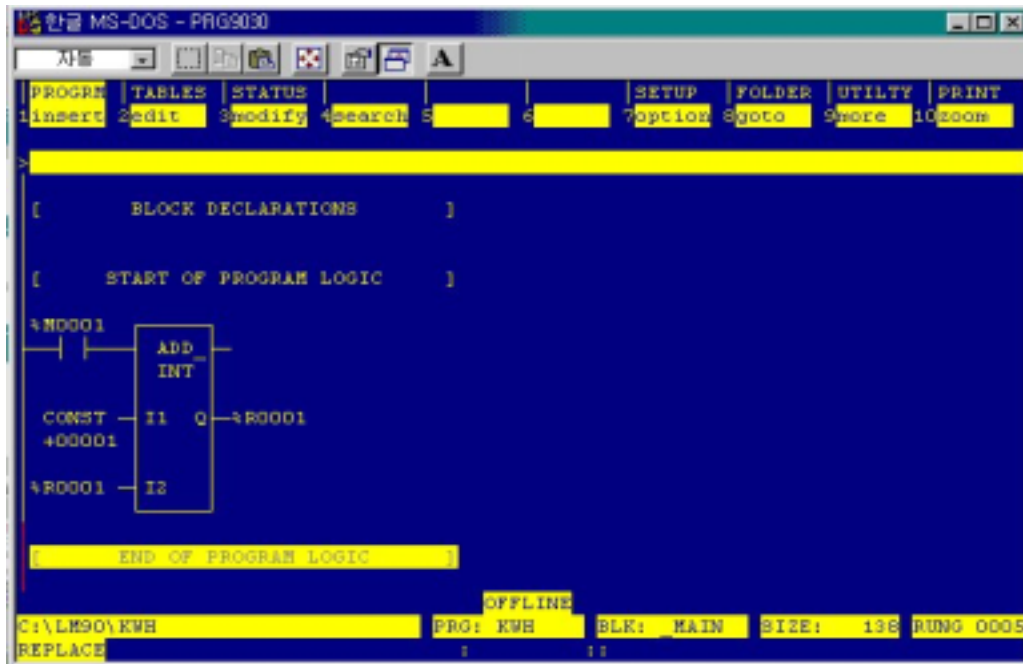 한글 MS-DOS - PRG9030
자동
A
PROGRM TABLES STATUS SETUP FOLDER UTILTY PRINT
1insert 2edit 3modify 4search 5 6 7option 8goto 9more 10zoom
>
[ BLOCK DECLARATIONS ]
[ START OF PROGRAM LOGIC ]
%M0001
ADD_
INT
CONST I1 Q %R0001
+00001
%R0001 I2
[ END OF PROGRAM LOGIC ]
OFFLINE
C:\LM90\KWH PRG: KWH BLK: _MAIN SIZE: 138 RUNG 0005
REPLACE : ::